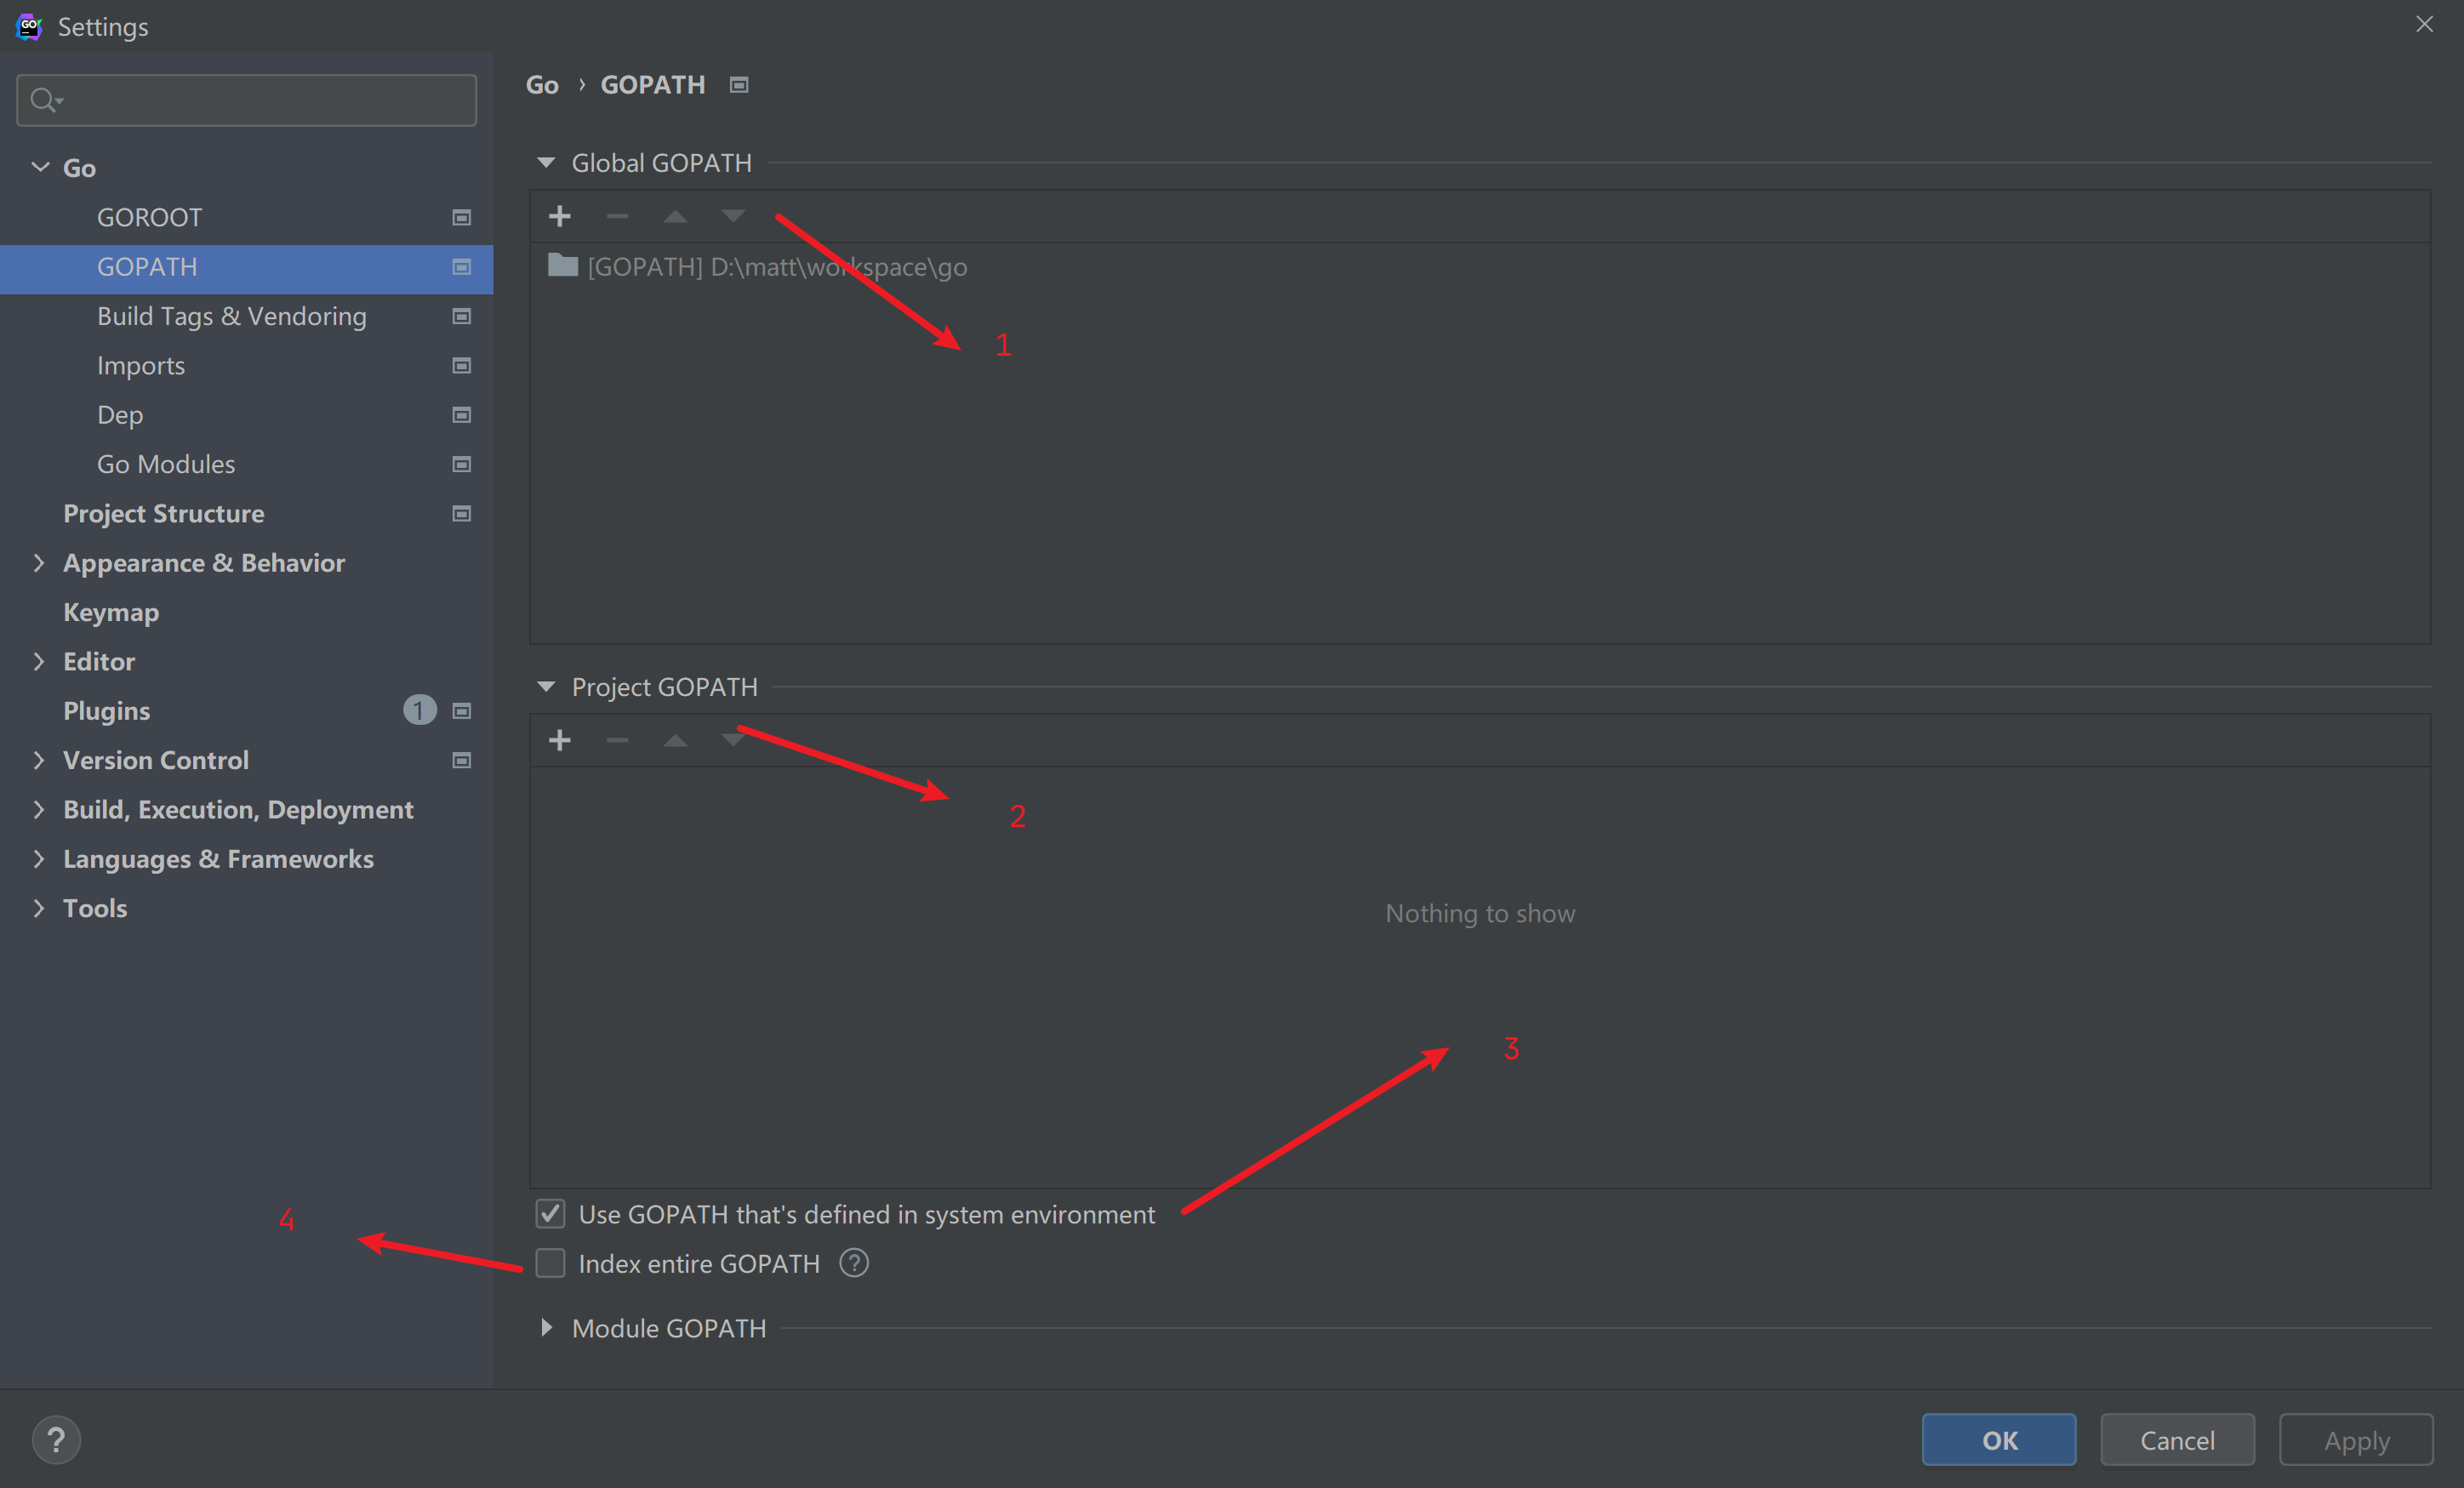 Settings
Go
GOROOT
GOPATH
Build Tags & Vendoring
Imports
Dep
Go Modules
Project Structure
Appearance & Behavior
Keymap
Editor
Plugins 1
Version Control
Build, Execution, Deployment
Languages & Frameworks
Tools
4
Go › GOPATH
Global GOPATH
[GOPATH] D:\matt\workspace\go
1
Project GOPATH
2
Nothing to show
3
Use GOPATH that's defined in system environment
Index entire GOPATH ?
Module GOPATH
?
OK
Cancel
Apply